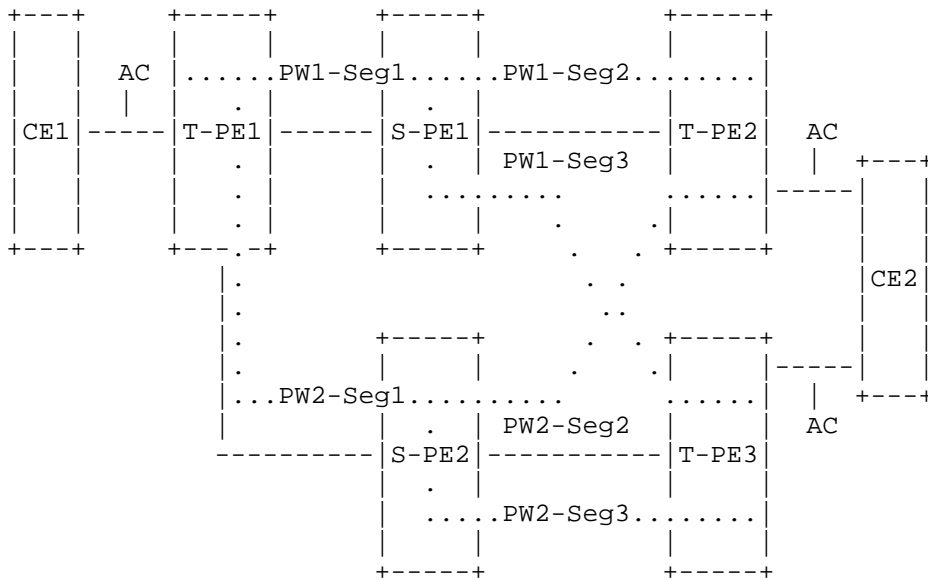 PW1-Seg1 PW1-Seg2
AC
CE1 T-PE1 S-PE1 T-PE2 AC
PW1-Seg3
CE2
PW2-Seg1
PW2-Seg2 AC
S-PE2 T-PE3
PW2-Seg3